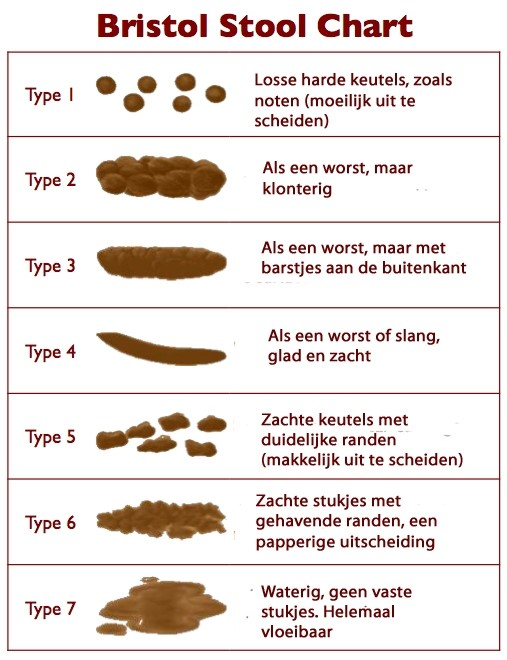 Bristol Stool Chart
Type 1
Losse harde keutels, zoals
noten (moeilijk uit te
scheiden)
Type 2
Als een worst, maar
klonterig
Type 3
Als een worst, maar met
barstjes aan de buitenkant
Type 4
Als een worst of slang,
glad en zacht
Type 5
Zachte keutels met
duidelijke randen
(makkelijk uit te scheiden)
Type 6
Zachte stukjes met
gehavende randen, een
papperige uitscheiding
Type 7
Waterig, geen vaste
stukjes. Helemaal
vloeibaar